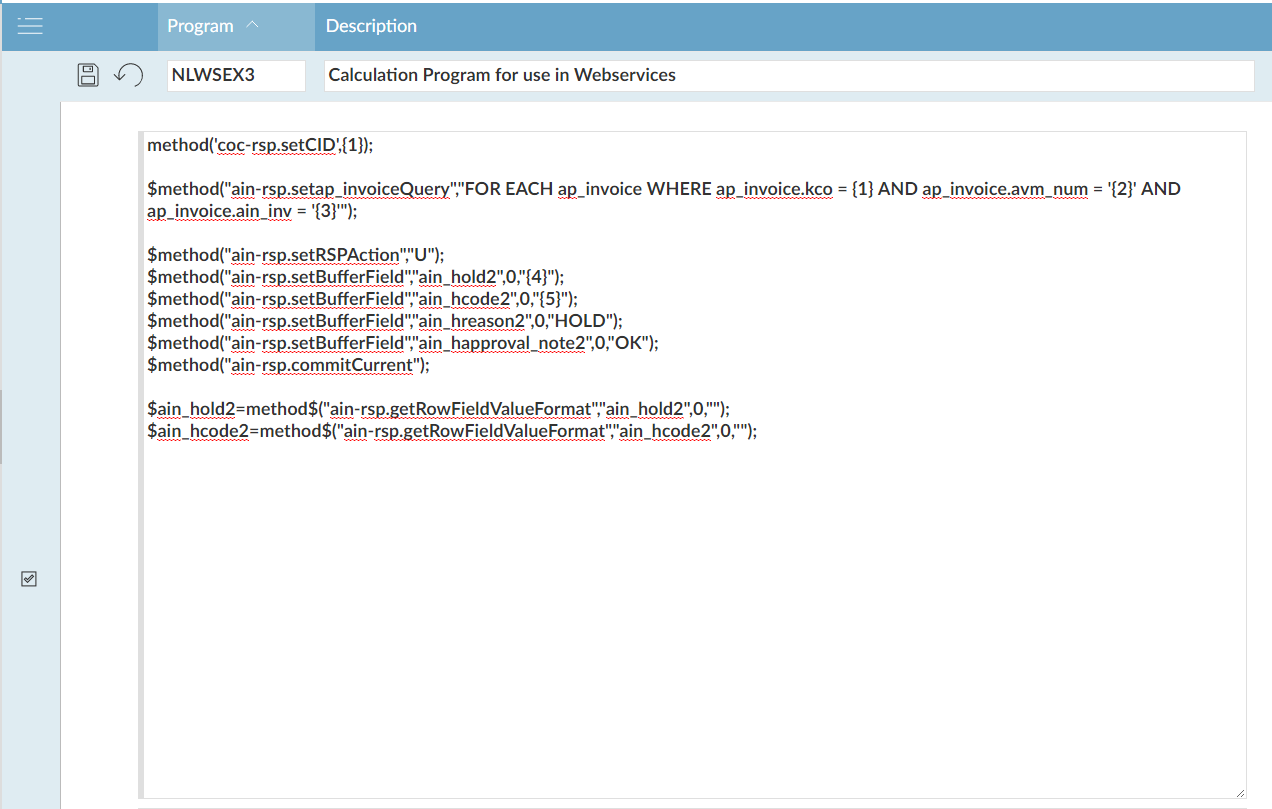 Program
Description
NLWSEX3
Calculation Program for use in Webservices
method('coc-rsp.setCID',{1});
$method("ain-rsp.setap_invoiceQuery","FOR EACH ap_invoice WHERE ap_invoice.kco = {1} AND ap_invoice.avm_num = '{2}' AND
ap_invoice.ain_inv = '{3}'");
$method("ain-rsp.setRSPAction","U");
$method("ain-rsp.setBufferField","ain_hold2",0,"{4}");
$method("ain-rsp.setBufferField","ain_hcode2",0,"{5}");
$method("ain-rsp.setBufferField","ain_hreason2",0,"HOLD");
$method("ain-rsp.setBufferField","ain_happroval_note2",0,"OK");
$method("ain-rsp.commitCurrent");
$ain_hold2=method$("ain-rsp.getRowFieldValueFormat","ain_hold2",0,"");
$ain_hcode2=method$("ain-rsp.getRowFieldValueFormat","ain_hcode2",0,"");